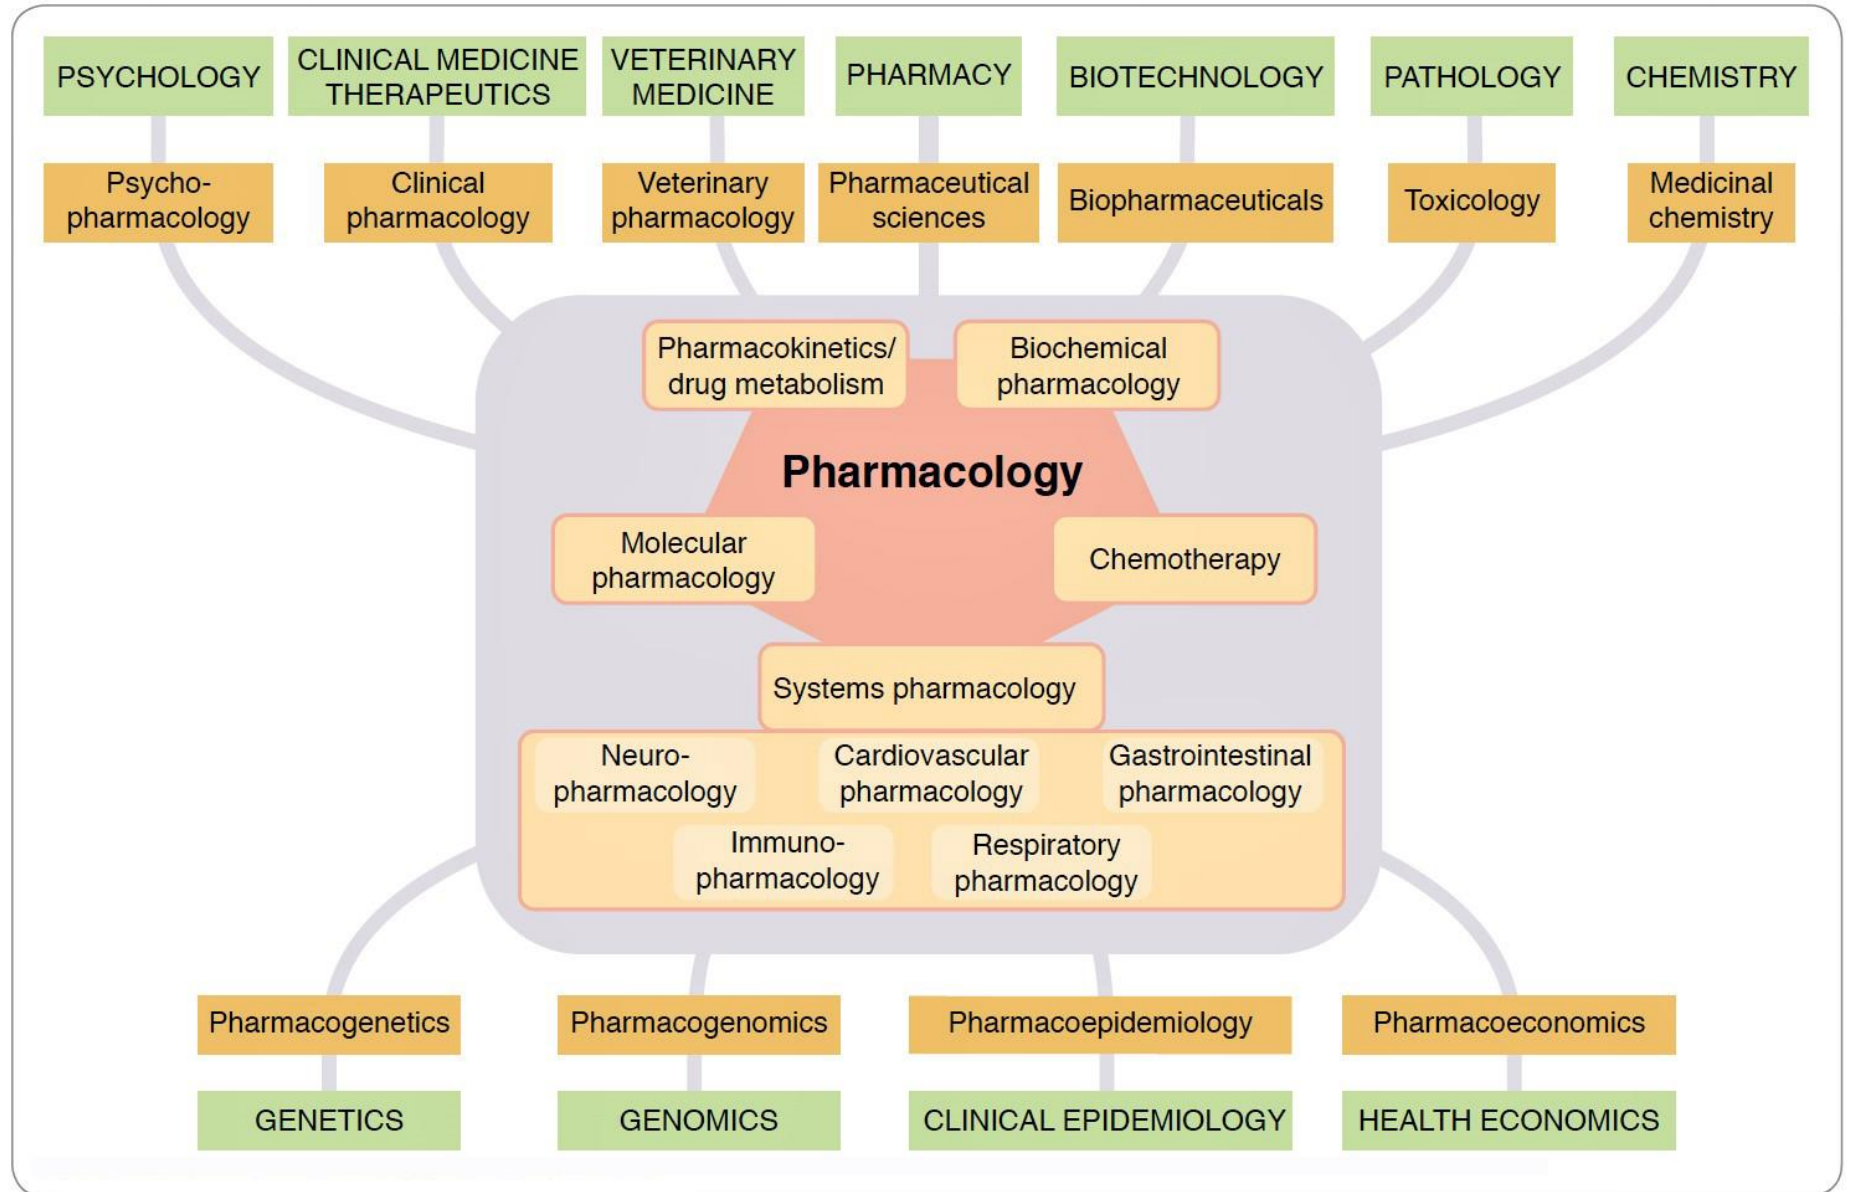 PSYCHOLOGY
CLINICAL MEDICINE
THERAPEUTICS
VETERINARY
MEDICINE
PHARMACY
BIOTECHNOLOGY
PATHOLOGY
CHEMISTRY
Psycho-
pharmacology
Clinical
pharmacology
Veterinary
pharmacology
Pharmaceutical
sciences
Biopharmaceuticals
Toxicology
Medicinal
chemistry
Pharmacokinetics/
drug metabolism
Biochemical
pharmacology
Pharmacology
Molecular
pharmacology
Chemotherapy
Systems pharmacology
Neuro-
pharmacology
Cardiovascular
pharmacology
Gastrointestinal
pharmacology
Immuno-
pharmacology
Respiratory
pharmacology
Pharmacogenetics
Pharmacogenomics
Pharmacoepidemiology
Pharmacoeconomics
GENETICS
GENOMICS
CLINICAL EPIDEMIOLOGY
HEALTH ECONOMICS